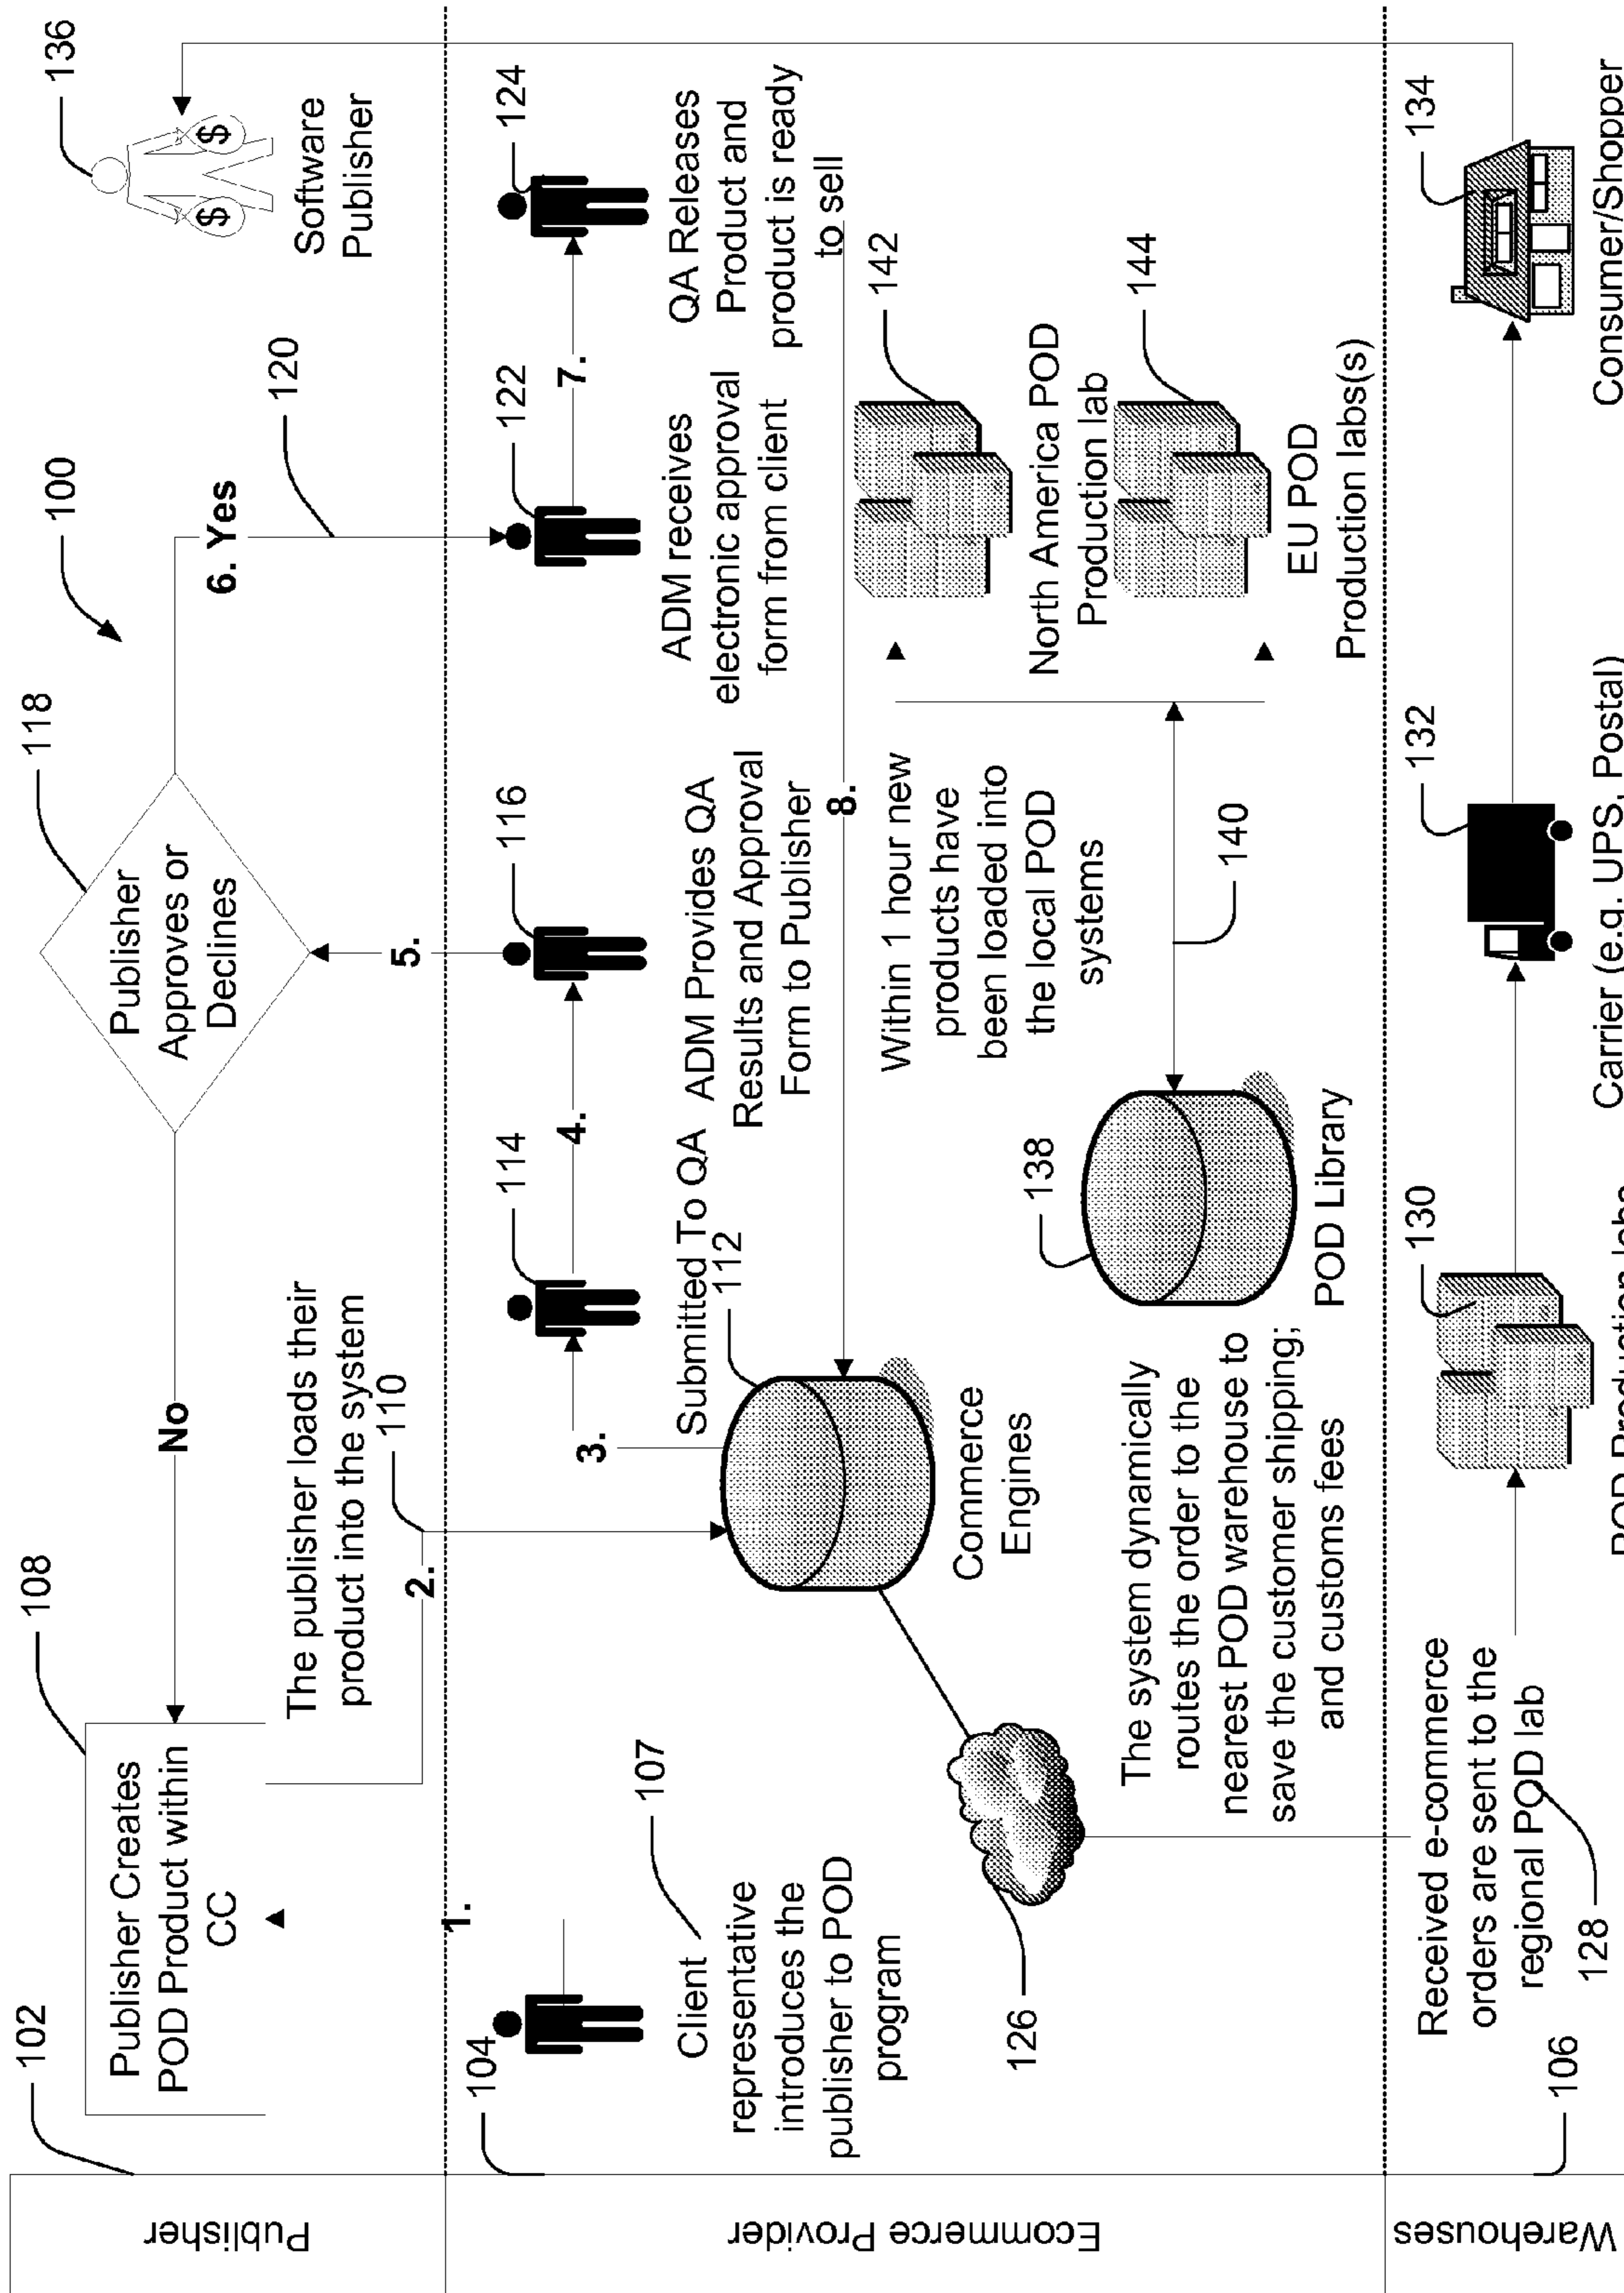 Publisher
102
Publisher Creates
POD Product within
CC
108
No
Publisher
Approves or
Declines
118
100
6. Yes
120
136
$
$
Software
Publisher
The publisher loads their
product into the system
110
2.
1.
5.
Ecommerce Provider
104
Client
representative
introduces the
publisher to POD
program
107
3.
114
4.
116
122
7.
124
Submitted To QA
112
ADM Provides QA
Results and Approval
Form to Publisher
ADM receives
electronic approval
form from client
QA Releases
Product and
product is ready
to sell
8.
Commerce
Engines
126
The system dynamically
routes the order to the
nearest POD warehouse to
save the customer shipping;
and customs fees
138
POD Library
Within 1 hour new
products have
been loaded into
the local POD
systems
140
142
North America POD
Production lab
144
EU POD
Production labs(s)
Warehouses
106
Received e-commerce
orders are sent to the
regional POD lab
128
130
POD Production labs
132
Carrier (e.g. UPS, Postal)
134
Consumer/Shopper